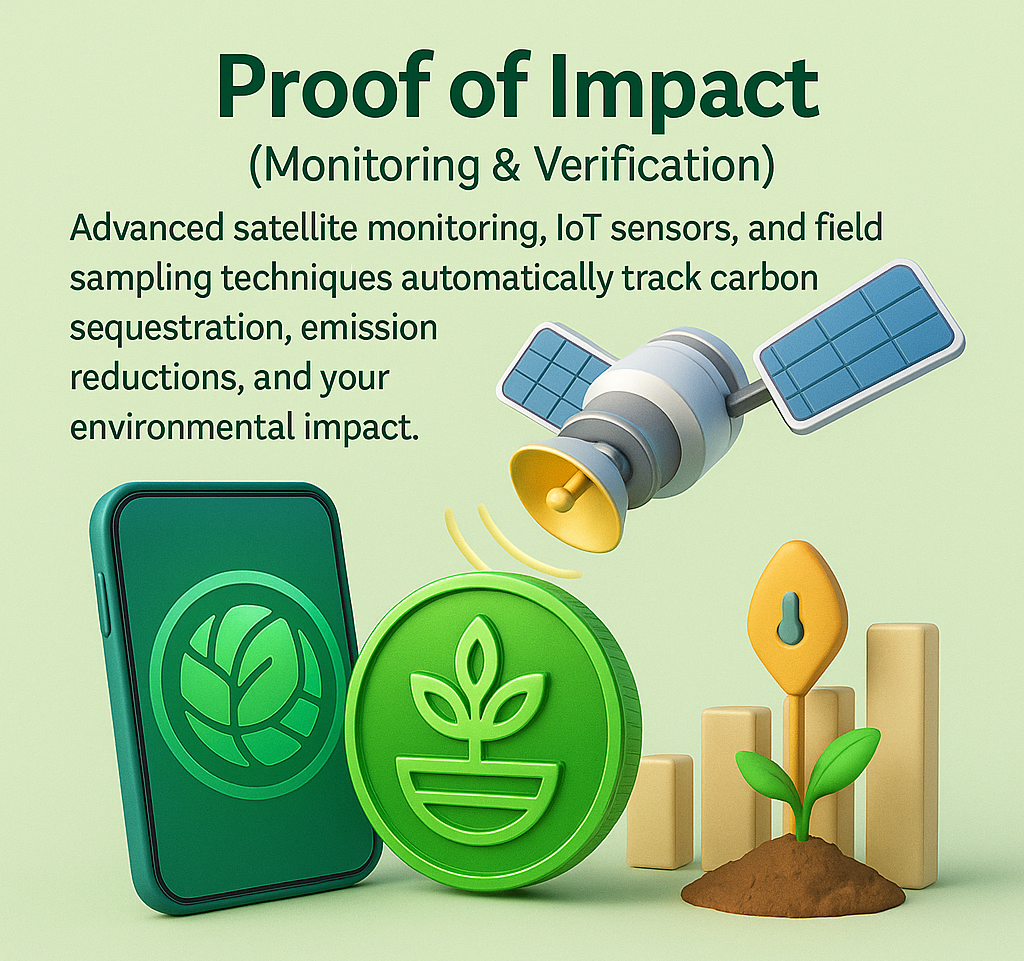 Proof of Impact
(Monitoring & Verification)
Advanced satellite monitoring, IoT sensors, and field
sampling techniques automatically track carbon
sequestration, emission
reductions, and your
environmental impact.